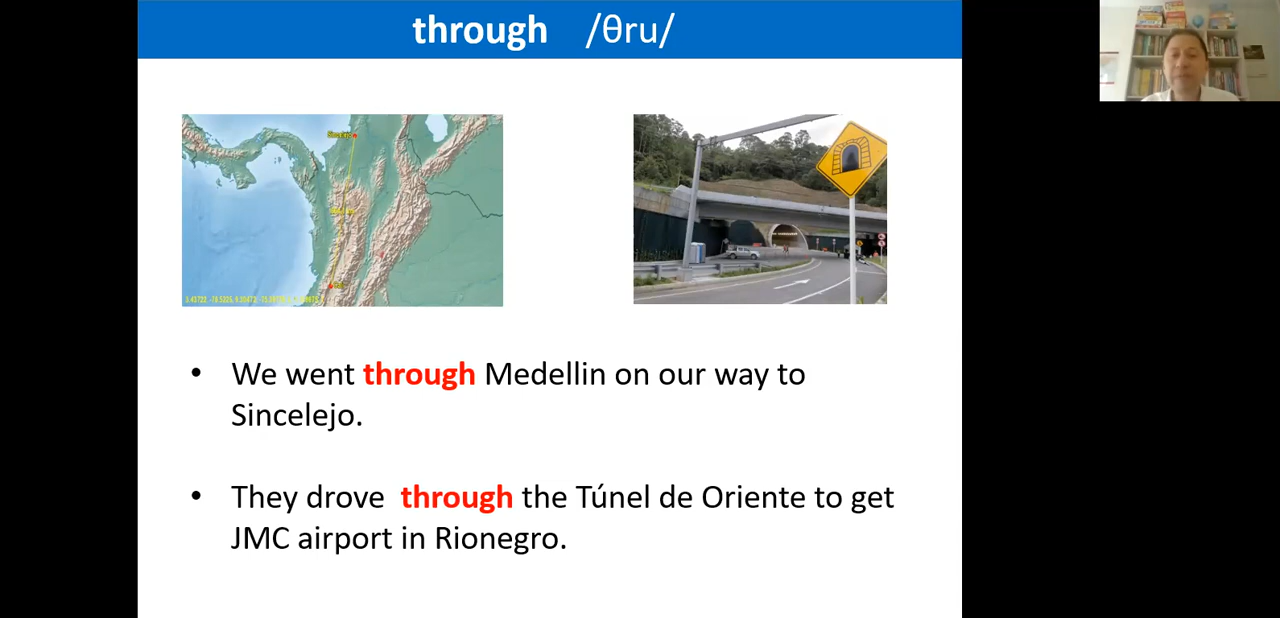 through /θru/
Sincelejo
We went through Medellin on our way to
Sincelejo.
They drove through the Túnel de Oriente to get
JMC airport in Rionegro.